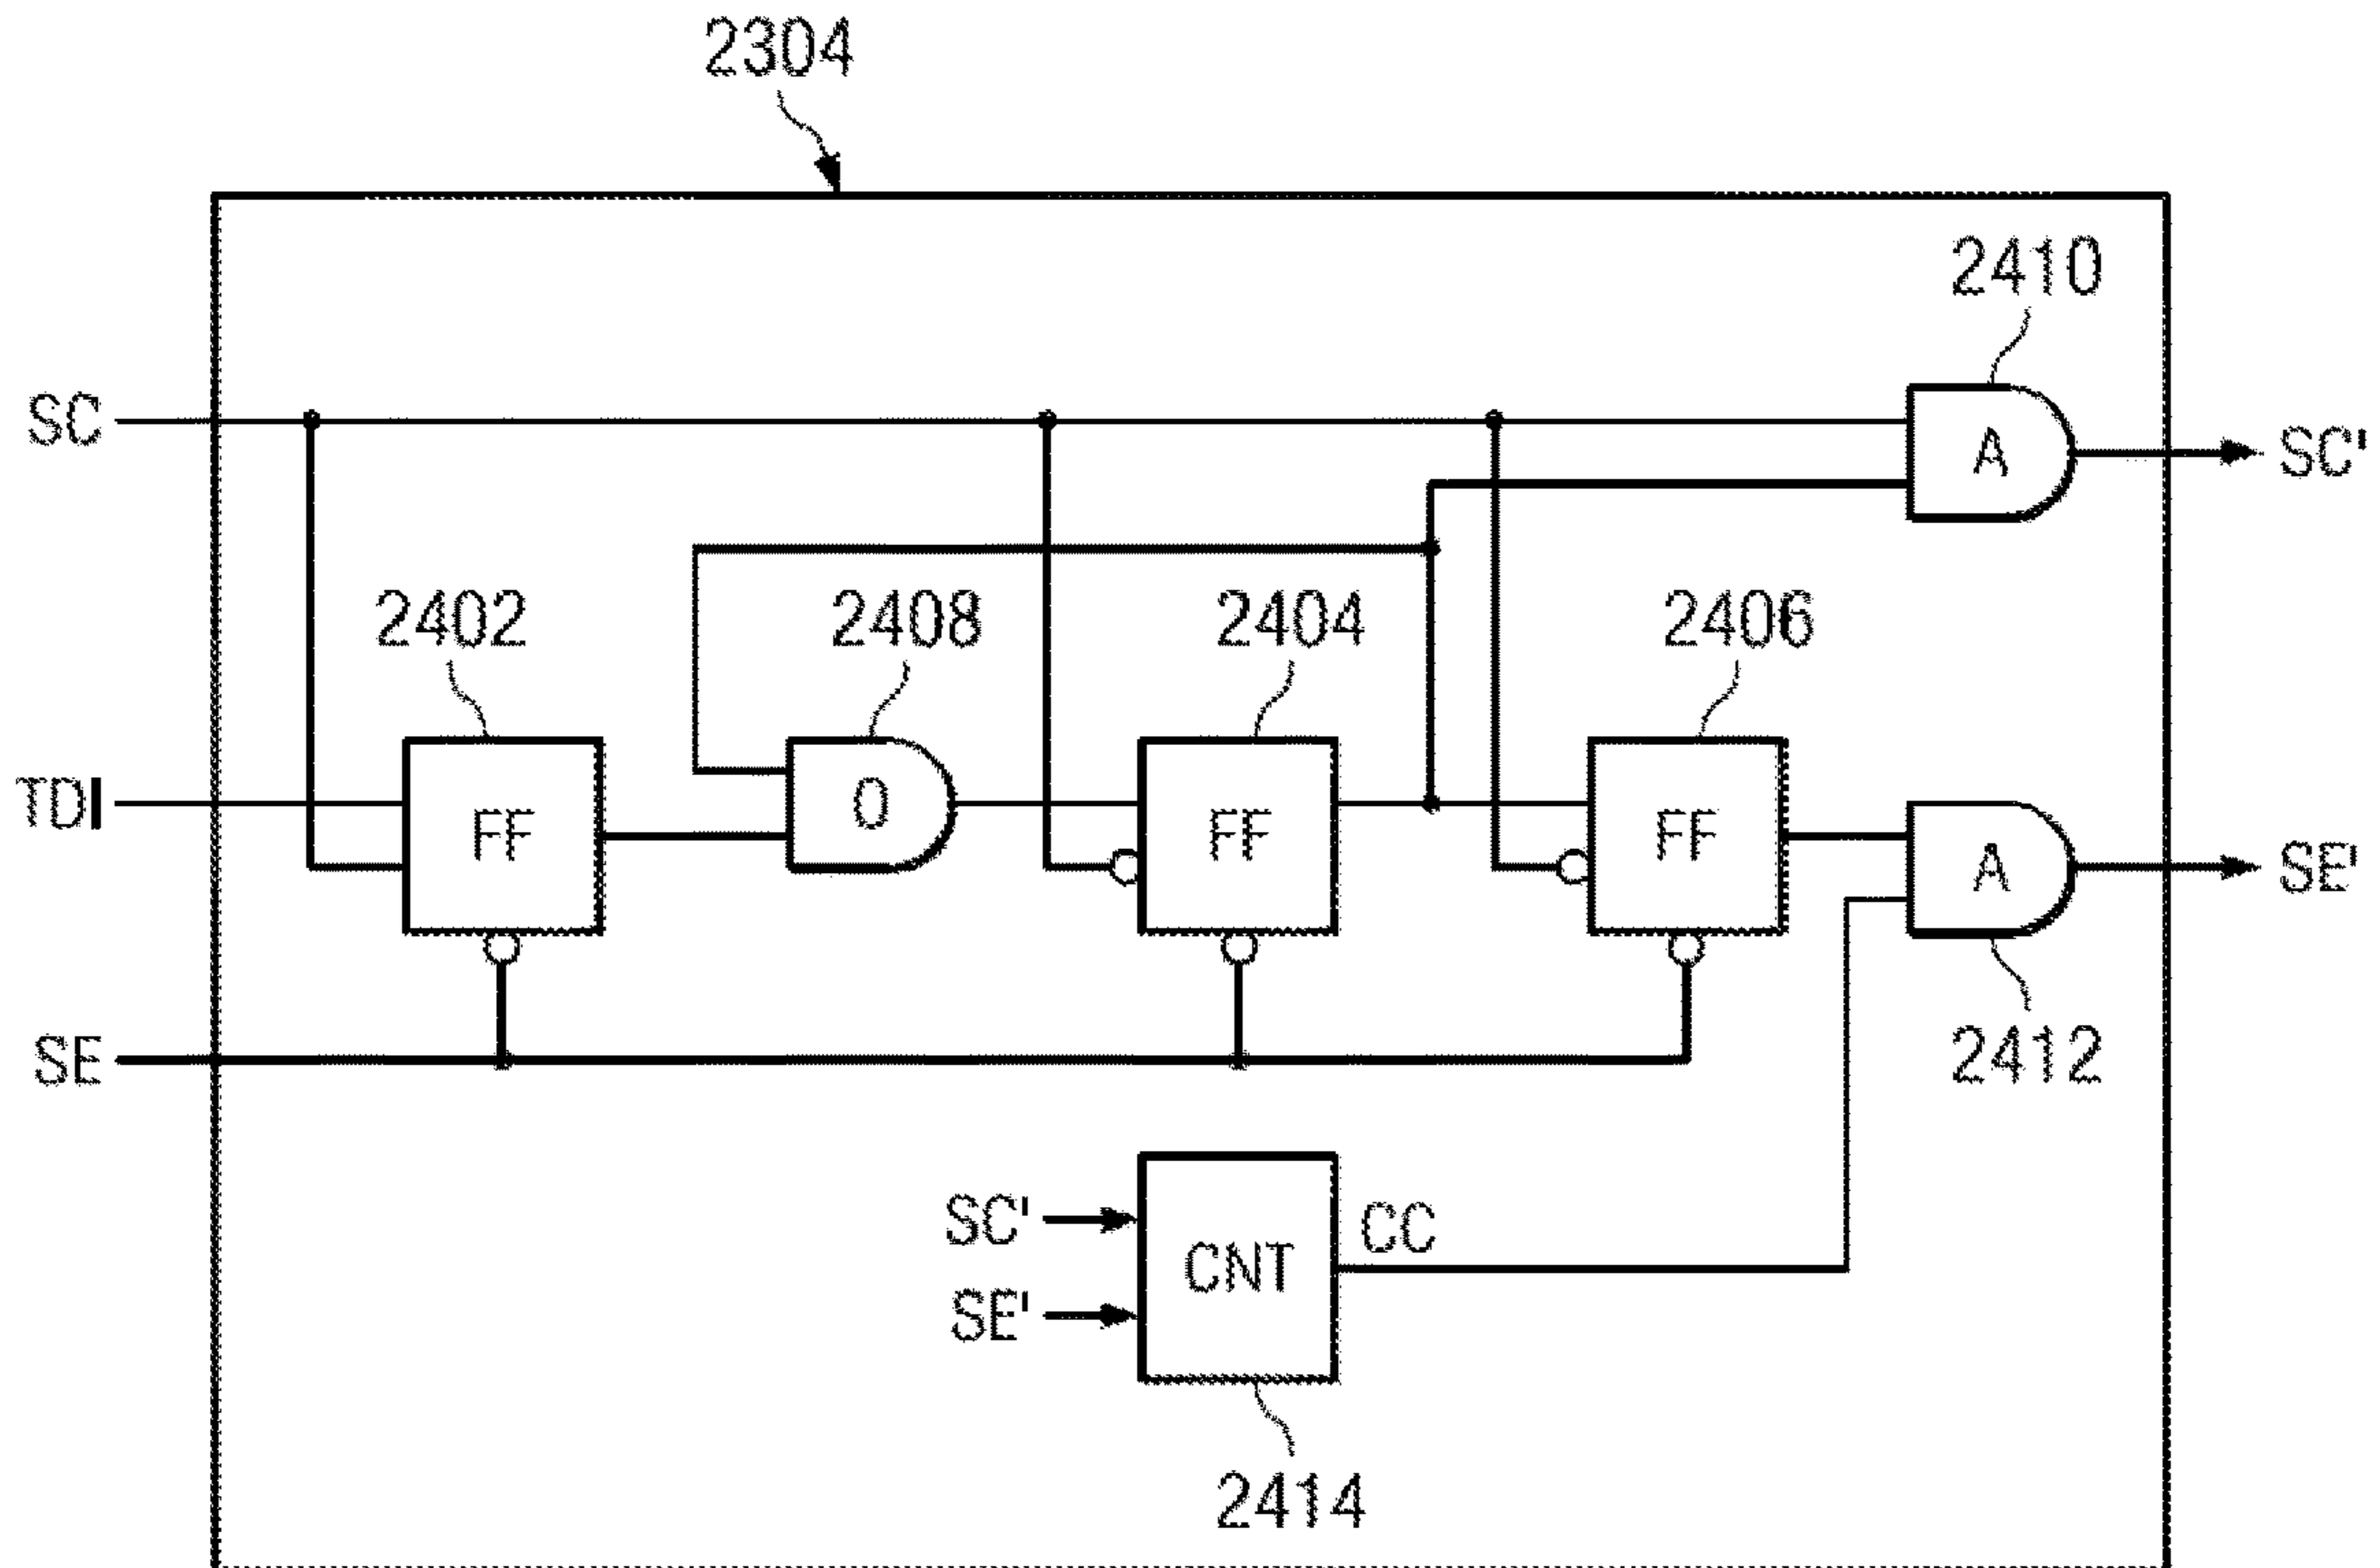 2304
2410
SC
A
SC'
2402
2408
2404
2406
TDI
FF
O
FF
FF
A
SE'
SE
2412
SC'
CC
CNT
SE'
2414